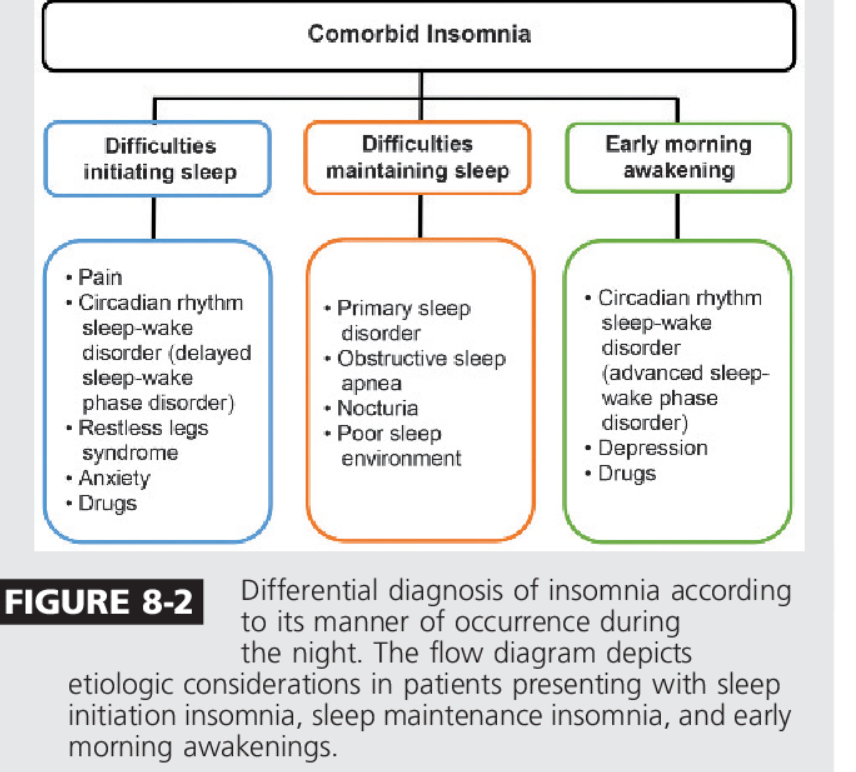 Comorbid Insomnia
Difficulties
initiating sleep
Difficulties
maintaining sleep
Early morning
awakening
• Pain
• Circadian rhythm
sleep-wake
disorder (delayed
sleep-wake
phase disorder)
• Restless legs
syndrome
• Anxiety
• Drugs
• Primary sleep
disorder
• Obstructive sleep
apnea
• Nocturia
• Poor sleep
environment
• Circadian rhythm
sleep-wake
disorder
(advanced sleep-
wake phase
disorder)
• Depression
• Drugs
FIGURE 8-2
Differential diagnosis of insomnia according
to its manner of occurrence during
the night. The flow diagram depicts
etiologic considerations in patients presenting with sleep
initiation insomnia, sleep maintenance insomnia, and early
morning awakenings.